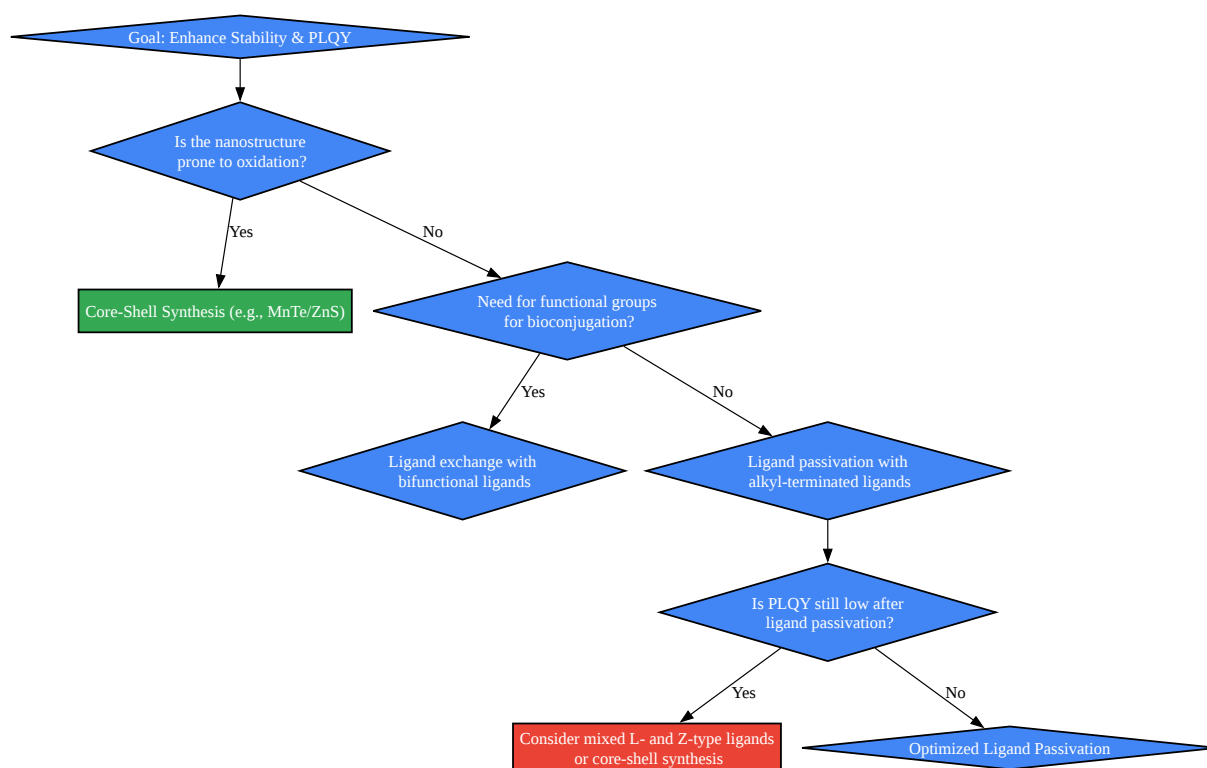 Goal: Enhance Stability & PLQY
Is the nanostructure
prone to oxidation?
Yes
No
Core-Shell Synthesis (e.g., MnTe/ZnS)
Need for functional groups
for bioconjugation?
Yes
No
Ligand exchange with
bifunctional ligands
Ligand passivation with
alkyl-terminated ligands
Is PLQY still low after
ligand passivation?
Yes
No
Consider mixed L- and Z-type ligands
or core-shell synthesis
Optimized Ligand Passivation